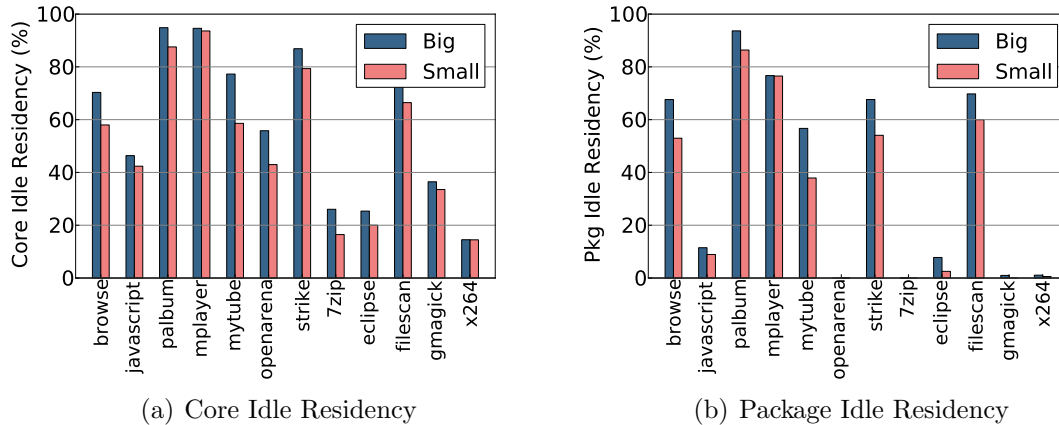 Core Idle Residency (%)
100
80
60
40
20
0
Big
Small
browse
javascript
palbum
mplayer
mytube
openarena
strike
7zip
eclipse
filescan
gmagick
x264
(a) Core Idle Residency
Pkg Idle Residency (%)
100
80
60
40
20
0
Big
Small
browse
javascript
palbum
mplayer
mytube
openarena
strike
7zip
eclipse
filescan
gmagick
x264
(b) Package Idle Residency